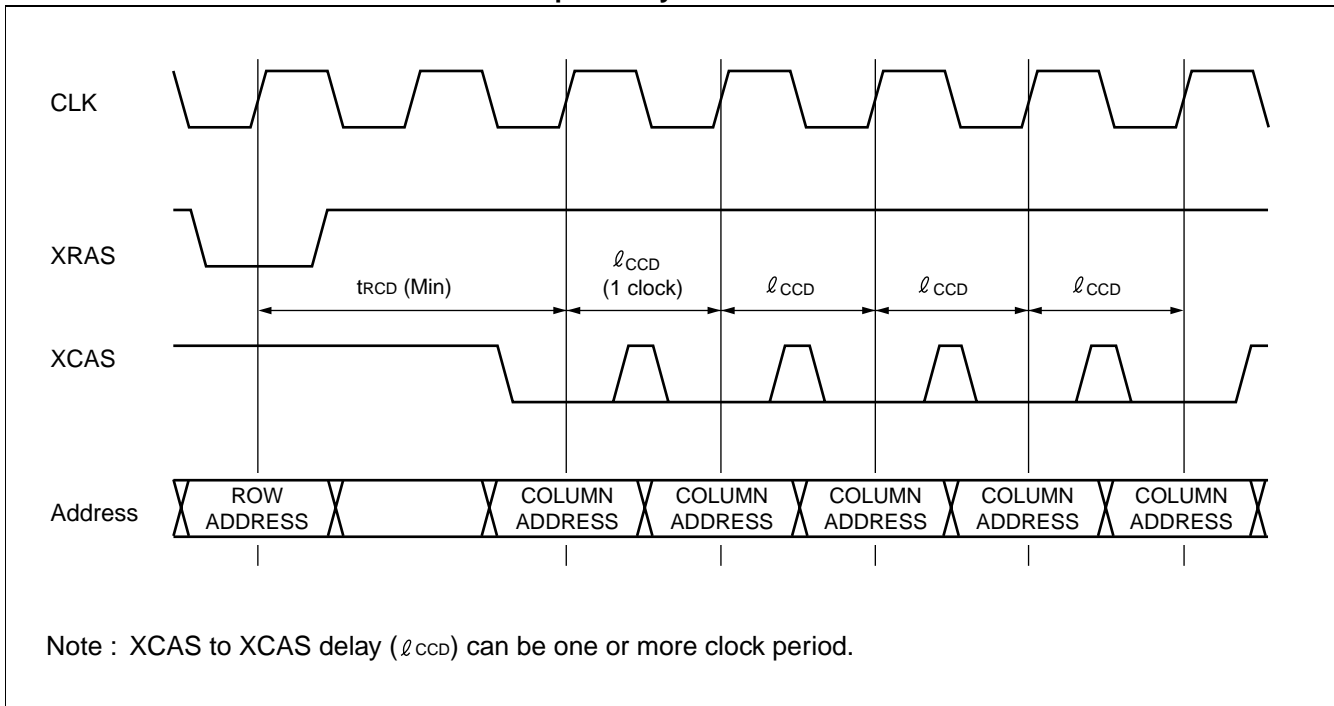 CLK
XRAS
tRCD (Min)
ℓCCD
(1 clock)
ℓCCD
ℓCCD
ℓCCD
XCAS
Address
ROW
ADDRESS
COLUMN
ADDRESS
COLUMN
ADDRESS
COLUMN
ADDRESS
COLUMN
ADDRESS
COLUMN
ADDRESS
Note : XCAS to XCAS delay (ℓCCD) can be one or more clock period.